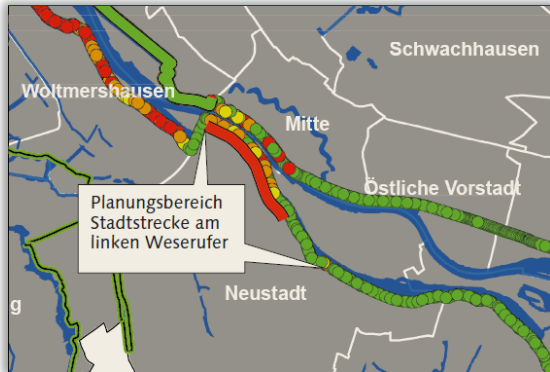 Schwachhausen
Woltmershausen
Mitte
Östliche Vorstadt
Planungsbereich
Stadtstrecke am
linken Weserufer
Neustadt
g